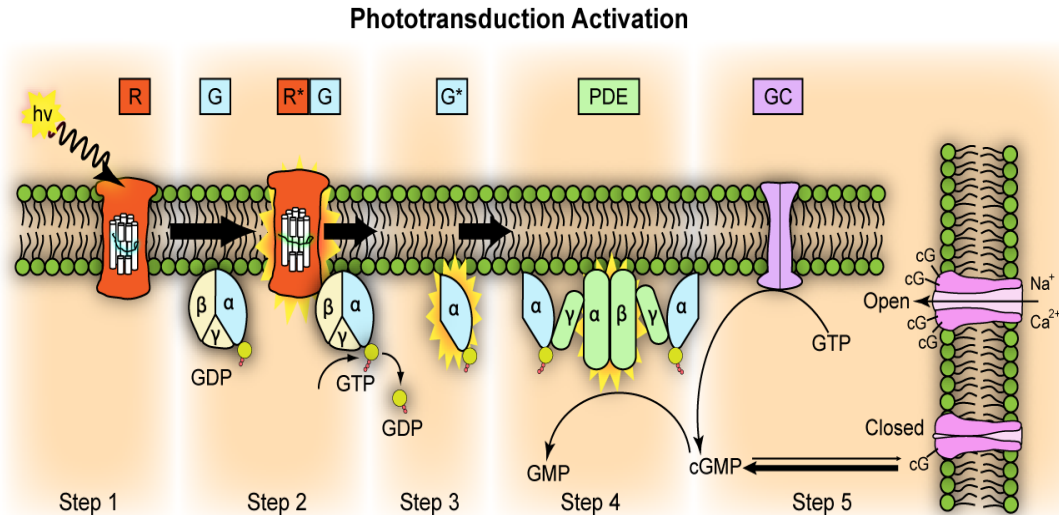 Phototransduction Activation
hv
R
G
R* G
G*
PDE
GC
β α
γ
GDP
β α
γ
GTP
GDP
α
α γ α β γ α
GMP
cGMP
GTP
cG
cG
Open
cG
cG
Na⁺
Ca²⁺
Closed
cG
Step 1
Step 2
Step 3
Step 4
Step 5